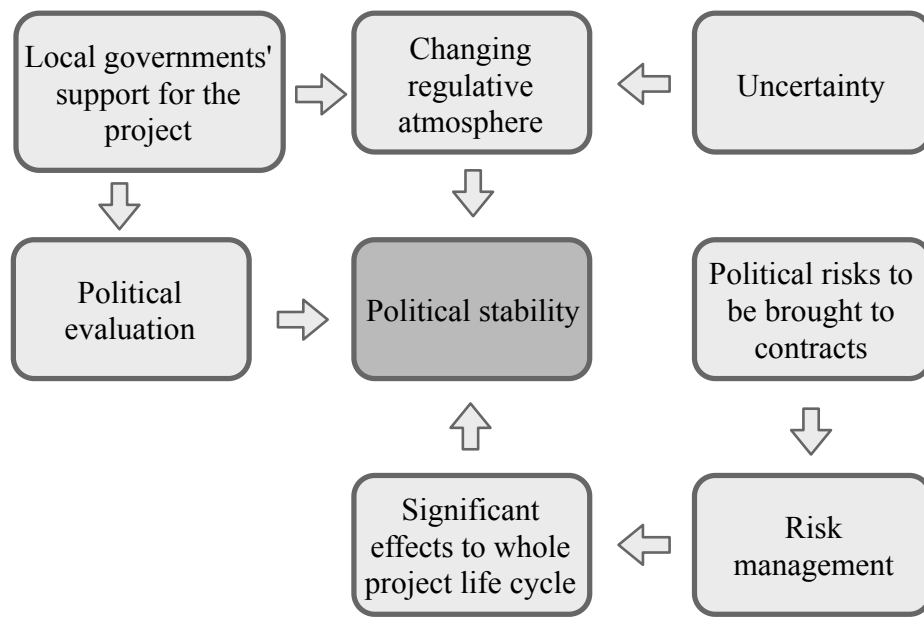 Local governments'
support for the
project
Changing
regulative
atmosphere
Uncertainty
Political
evaluation
Political stability
Political risks to
be brought to
contracts
Significant
effects to whole
project life cycle
Risk
management